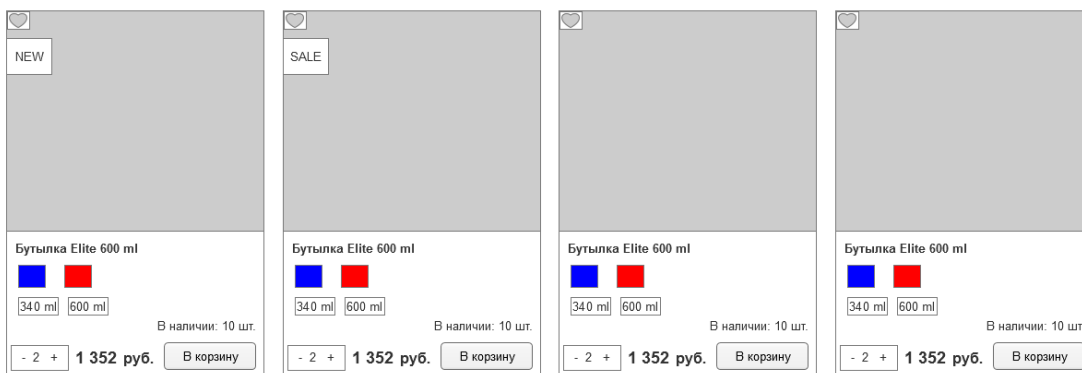 NEW
SALE
Бутылка Elite 600 ml
Бутылка Elite 600 ml
Бутылка Elite 600 ml
Бутылка Elite 600 ml
340 ml 600 ml
340 ml 600 ml
340 ml 600 ml
340 ml 600 ml
В наличии: 10 шт.
В наличии: 10 шт.
В наличии: 10 шт.
В наличии: 10 шт
- 2 + 1 352 руб. В корзину
- 2 + 1 352 руб. В корзину
- 2 + 1 352 руб. В корзину
- 2 + 1 352 руб. В корзину